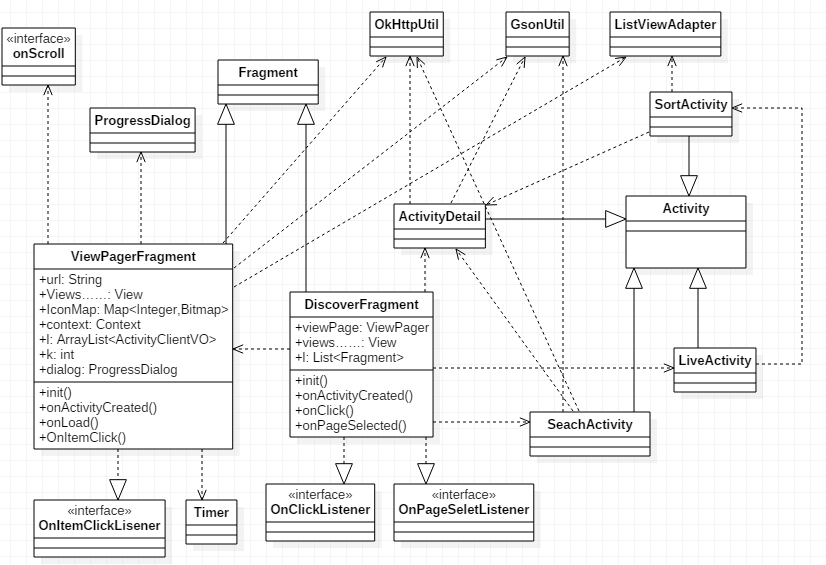 OkHttpUtil
GsonUtil
ListViewAdapter
«interface»
onScroll
Fragment
ProgressDialog
SortActivity
ActivityDetail
Activity
ViewPagerFragment
+url: String
+Views……: View
+IconMap: Map<Integer,Bitmap>
+context: Context
+l: ArrayList<ActivityClientVO>
+k: int
+dialog: ProgressDialog
+init()
+onActivityCreated()
+onLoad()
+OnItemClick()
DiscoverFragment
+viewPage: ViewPager
+views……: View
+l: List<Fragment>
+init()
+onActivityCreated()
+onClick()
+onPageSelected()
LiveActivity
SeachActivity
«interface»
OnItemClickLisener
Timer
«interface»
OnClickListener
«interface»
OnPageSeletListener